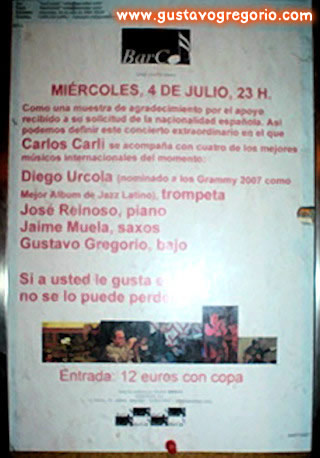 www.gustavogregorio.com
BarCo
MIÉRCOLES, 4 DE JULIO, 23 H.
Como una muestra de agradecimiento por el apoyo
recibido a su solicitud de la nacionalidad española. Así
podemos definir este concierto extraordinario en el que
Carlos Carli se acompaña con cuatro de los mejores
músicos internacionales del momento:
Diego Urcola (nominado a los Grammy 2007 como
Mejor Album de Jazz Latino), trompeta
José Reinoso, piano
Jaime Muela, saxos
Gustavo Gregorio, bajo
Si a usted le gusta e
no se lo puede perde
Entrada: 12 euros con copa